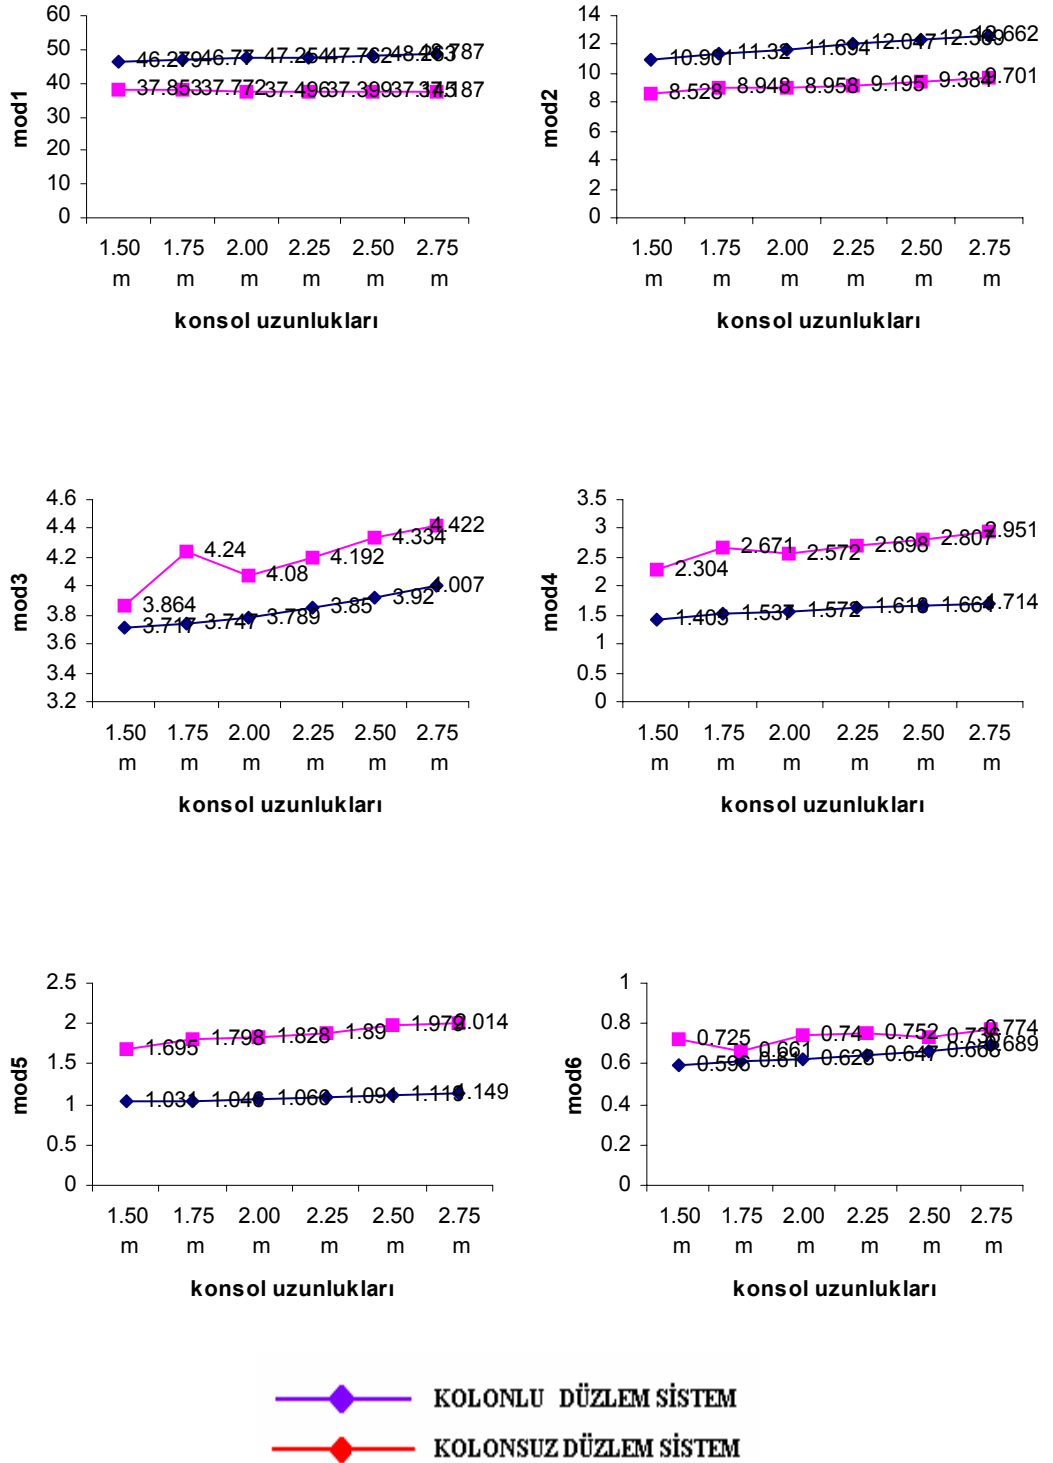 60
50
40
30
20
10
0
mod1
46.279 46.77 47.254 47.762 48.263 48.787
37.853 37.772 37.496 37.399 37.345 37.187
1.50 m 1.75 m 2.00 m 2.25 m 2.50 m 2.75 m
konsol uzunlukları
14
12
10
8
6
4
2
0
mod2
10.901 11.32 11.694 12.047 12.369 12.662
8.528 8.948 8.958 9.195 9.384 9.701
1.50 m 1.75 m 2.00 m 2.25 m 2.50 m 2.75 m
konsol uzunlukları
4.6
4.4
4.2
4
3.8
3.6
3.4
3.2
mod3
3.864 4.24 4.08 4.192 4.334 4.422
3.717 3.747 3.789 3.85 3.92 4.007
1.50 m 1.75 m 2.00 m 2.25 m 2.50 m 2.75 m
konsol uzunlukları
3.5
3
2.5
2
1.5
1
0.5
0
mod4
2.304 2.671 2.572 2.698 2.807 2.951
1.405 1.537 1.572 1.618 1.664 1.714
1.50 m 1.75 m 2.00 m 2.25 m 2.50 m 2.75 m
konsol uzunlukları
2.5
2
1.5
1
0.5
0
mod5
1.695 1.798 1.828 1.89 1.979 2.014
1.031 1.046 1.066 1.091 1.119 1.149
1.50 m 1.75 m 2.00 m 2.25 m 2.50 m 2.75 m
konsol uzunlukları
1
0.8
0.6
0.4
0.2
0
mod6
0.725 0.661 0.74 0.752 0.736 0.774
0.596 0.61 0.628 0.647 0.668 0.689
1.50 m 1.75 m 2.00 m 2.25 m 2.50 m 2.75 m
konsol uzunlukları
KOLONLU DÜZLEM SİSTEM
KOLONSUZ DÜZLEM SİSTEM